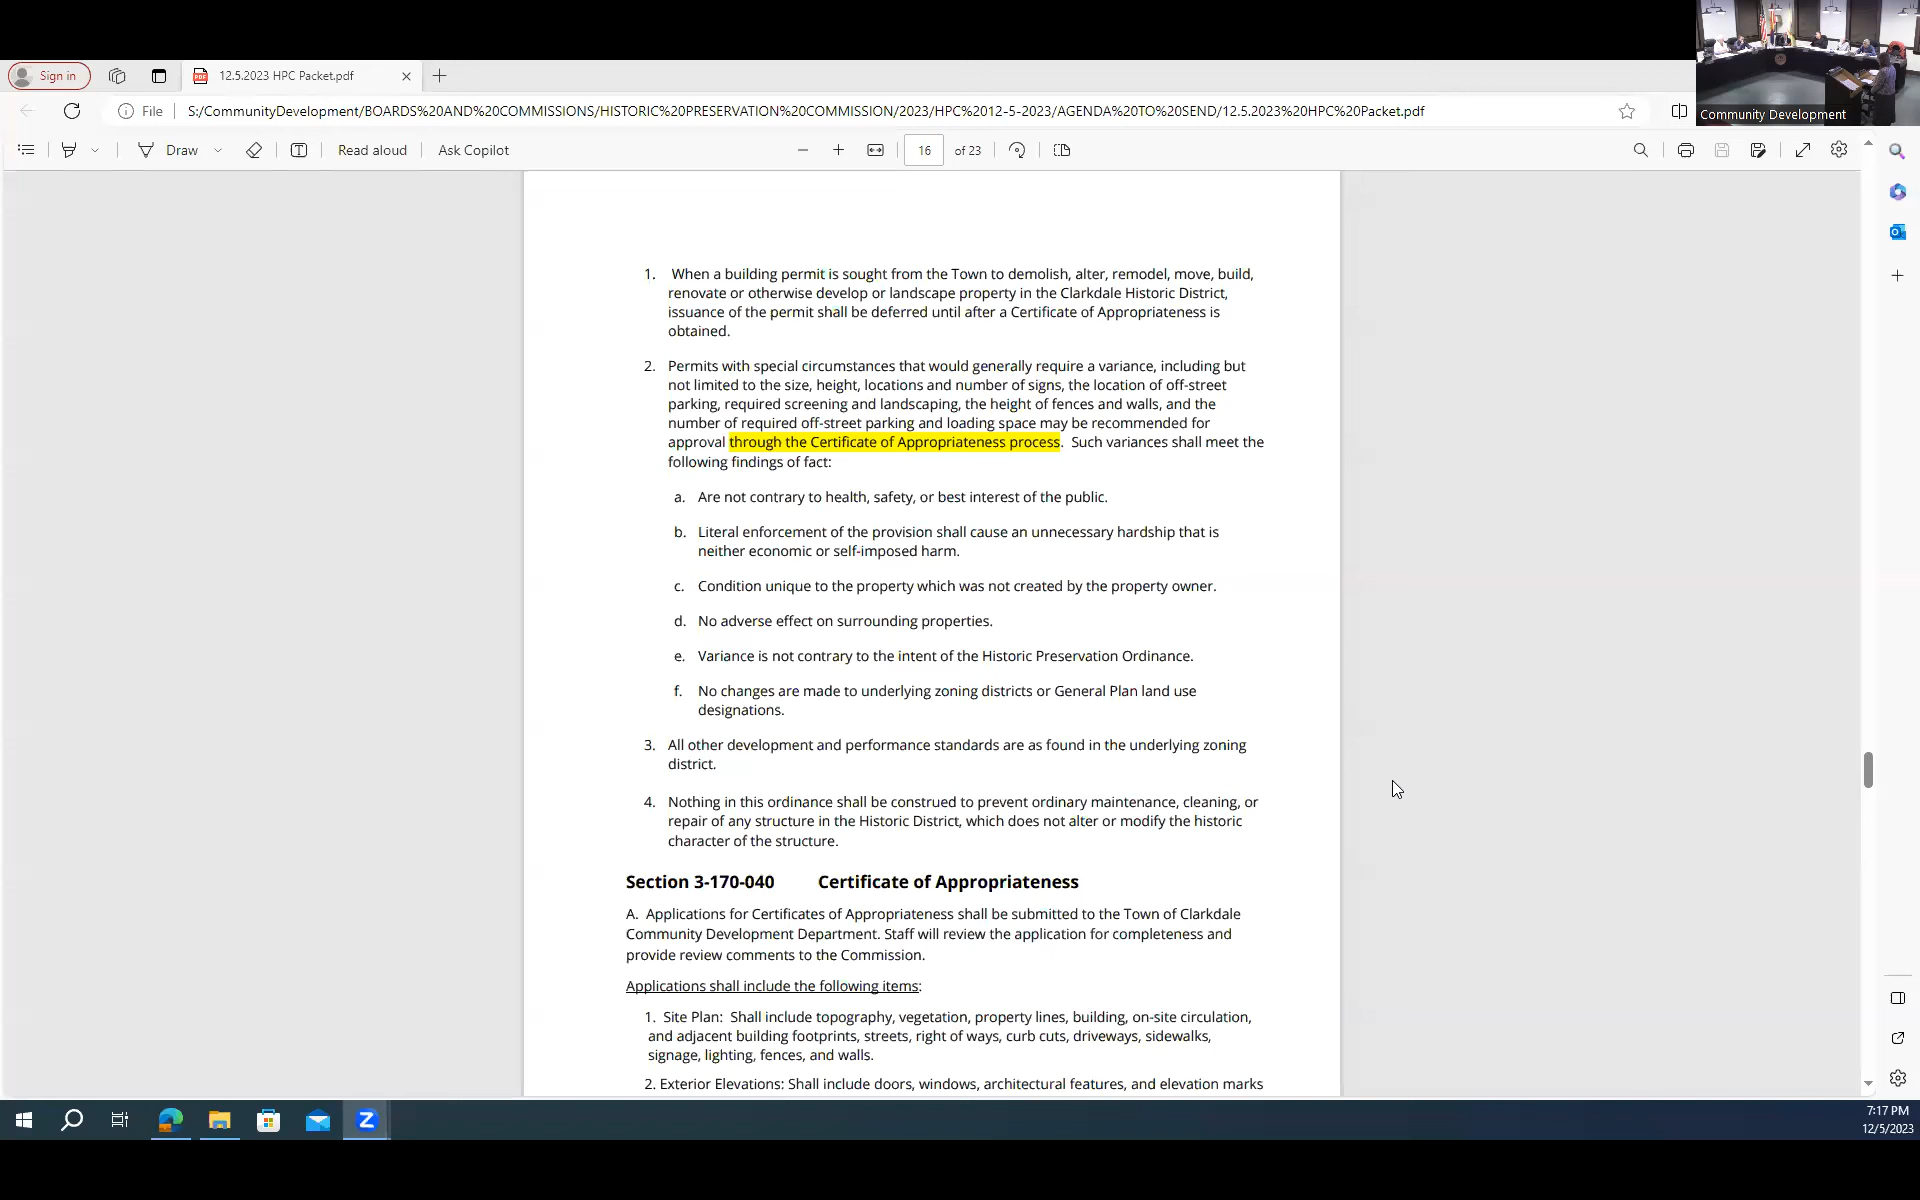 Sign in
12.5.2023 HPC Packet.pdf
File
S:/CommunityDevelopment/BOARDS%20AND%20COMMISSIONS/HISTORIC%20PRESERVATION%20COMMISSION/2023/HPC%2012-5-2023/AGENDA%20TO%20SEND/12.5.2023%20HPC%20Packet.pdf
Community Development
Draw
Read aloud
Ask Copilot
16 of 23
1. When a building permit is sought from the Town to demolish, alter, remodel, move, build,
renovate or otherwise develop or landscape property in the Clarkdale Historic District,
issuance of the permit shall be deferred until after a Certificate of Appropriateness is
obtained.
2. Permits with special circumstances that would generally require a variance, including but
not limited to the size, height, locations and number of signs, the location of off-street
parking, required screening and landscaping, the height of fences and walls, and the
number of required off-street parking and loading space may be recommended for
approval through the Certificate of Appropriateness process. Such variances shall meet the
following findings of fact:
a. Are not contrary to health, safety, or best interest of the public.
b. Literal enforcement of the provision shall cause an unnecessary hardship that is
neither economic or self-imposed harm.
c. Condition unique to the property which was not created by the property owner.
d. No adverse effect on surrounding properties.
e. Variance is not contrary to the intent of the Historic Preservation Ordinance.
f. No changes are made to underlying zoning districts or General Plan land use
designations.
3. All other development and performance standards are as found in the underlying zoning
district.
4. Nothing in this ordinance shall be construed to prevent ordinary maintenance, cleaning, or
repair of any structure in the Historic District, which does not alter or modify the historic
character of the structure.
Section 3-170-040 Certificate of Appropriateness
A. Applications for Certificates of Appropriateness shall be submitted to the Town of Clarkdale
Community Development Department. Staff will review the application for completeness and
provide review comments to the Commission.
Applications shall include the following items:
1. Site Plan: Shall include topography, vegetation, property lines, building, on-site circulation,
and adjacent building footprints, streets, right of ways, curb cuts, driveways, sidewalks,
signage, lighting, fences, and walls.
2. Exterior Elevations: Shall include doors, windows, architectural features, and elevation marks
7:17 PM
12/5/2023